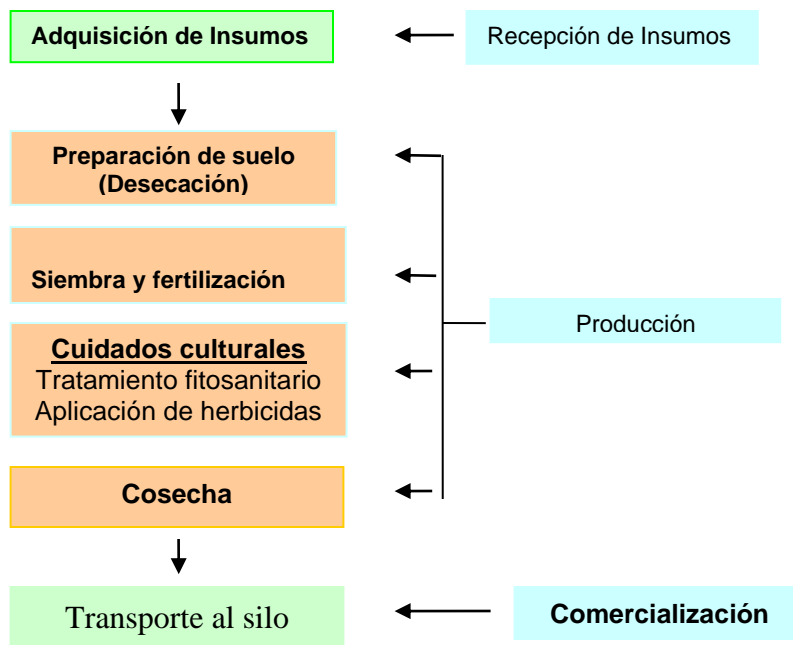 Adquisición de Insumos
Recepción de Insumos
Preparación de suelo
(Desecación)
Siembra y fertilización
Cuidados culturales
Tratamiento fitosanitario
Aplicación de herbicidas
Producción
Cosecha
Transporte al silo
Comercialización